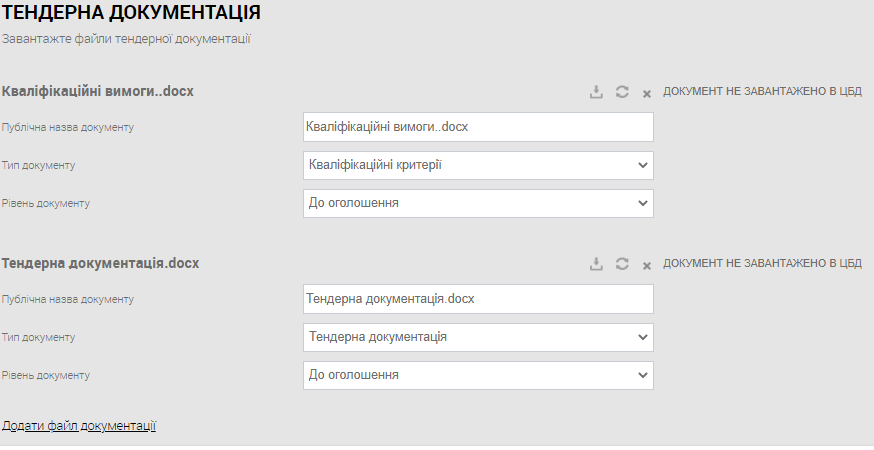 ТЕНДЕРНА ДОКУМЕНТАЦІЯ
Завантажте файли тендерної документації
Кваліфікаційні вимоги..docx ДОКУМЕНТ НЕ ЗАВАНТАЖЕНО В ЦБД
Публічна назва документу Кваліфікаційні вимоги..docx
Тип документу Кваліфікаційні критерії
Рівень документу До оголошення
Тендерна документація.docx ДОКУМЕНТ НЕ ЗАВАНТАЖЕНО В ЦБД
Публічна назва документу Тендерна документація.docx
Тип документу Тендерна документація
Рівень документу До оголошення
Додати файл документації